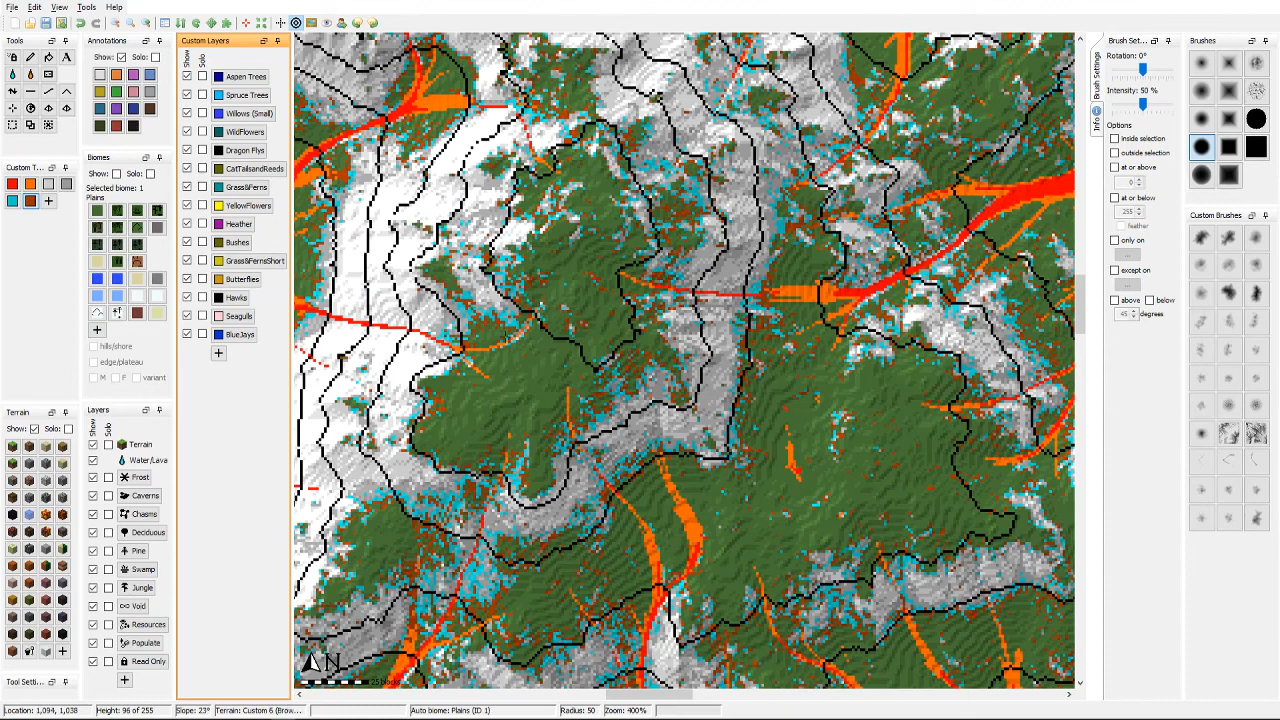 File Edit View Tools Help
Tools
Annotations
Show: Solo:
Custom T...
Biomes
Show: Solo:
Selected biome: 1
Plains
hills/shore
edge/plateau
M F variant
Terrain
Show: Solo:
Tool Setti...
Layers
Show
Solo
Terrain
Water/Lava
Frost
Caverns
Chasms
Deciduous
Pine
Swamp
Jungle
Void
Resources
Populate
Read Only
Custom Layers
Show
Solo
Aspen Trees
Spruce Trees
Willows (Small)
WildFlowers
Dragon Flys
CatTailsandReeds
Grass&Ferns
YellowFlowers
Heather
Bushes
Grass&FernsShort
Butterflies
Hawks
Seagulls
BlueJays
N
25 blocks
Brush Settings
Info
Brush Set...
Rotation: 0°
Intensity: 50 %
Options
inside selection
outside selection
at or above
0
at or below
255
feather
only on
...
except on
...
above below
45 degrees
Brushes
Custom Brushes
Location: 1,094, 1,038
Height: 96 of 255
Slope: 23°
Terrain: Custom 6 (Brow...
Auto biome: Plains (ID 1)
Radius: 50
Zoom: 400%